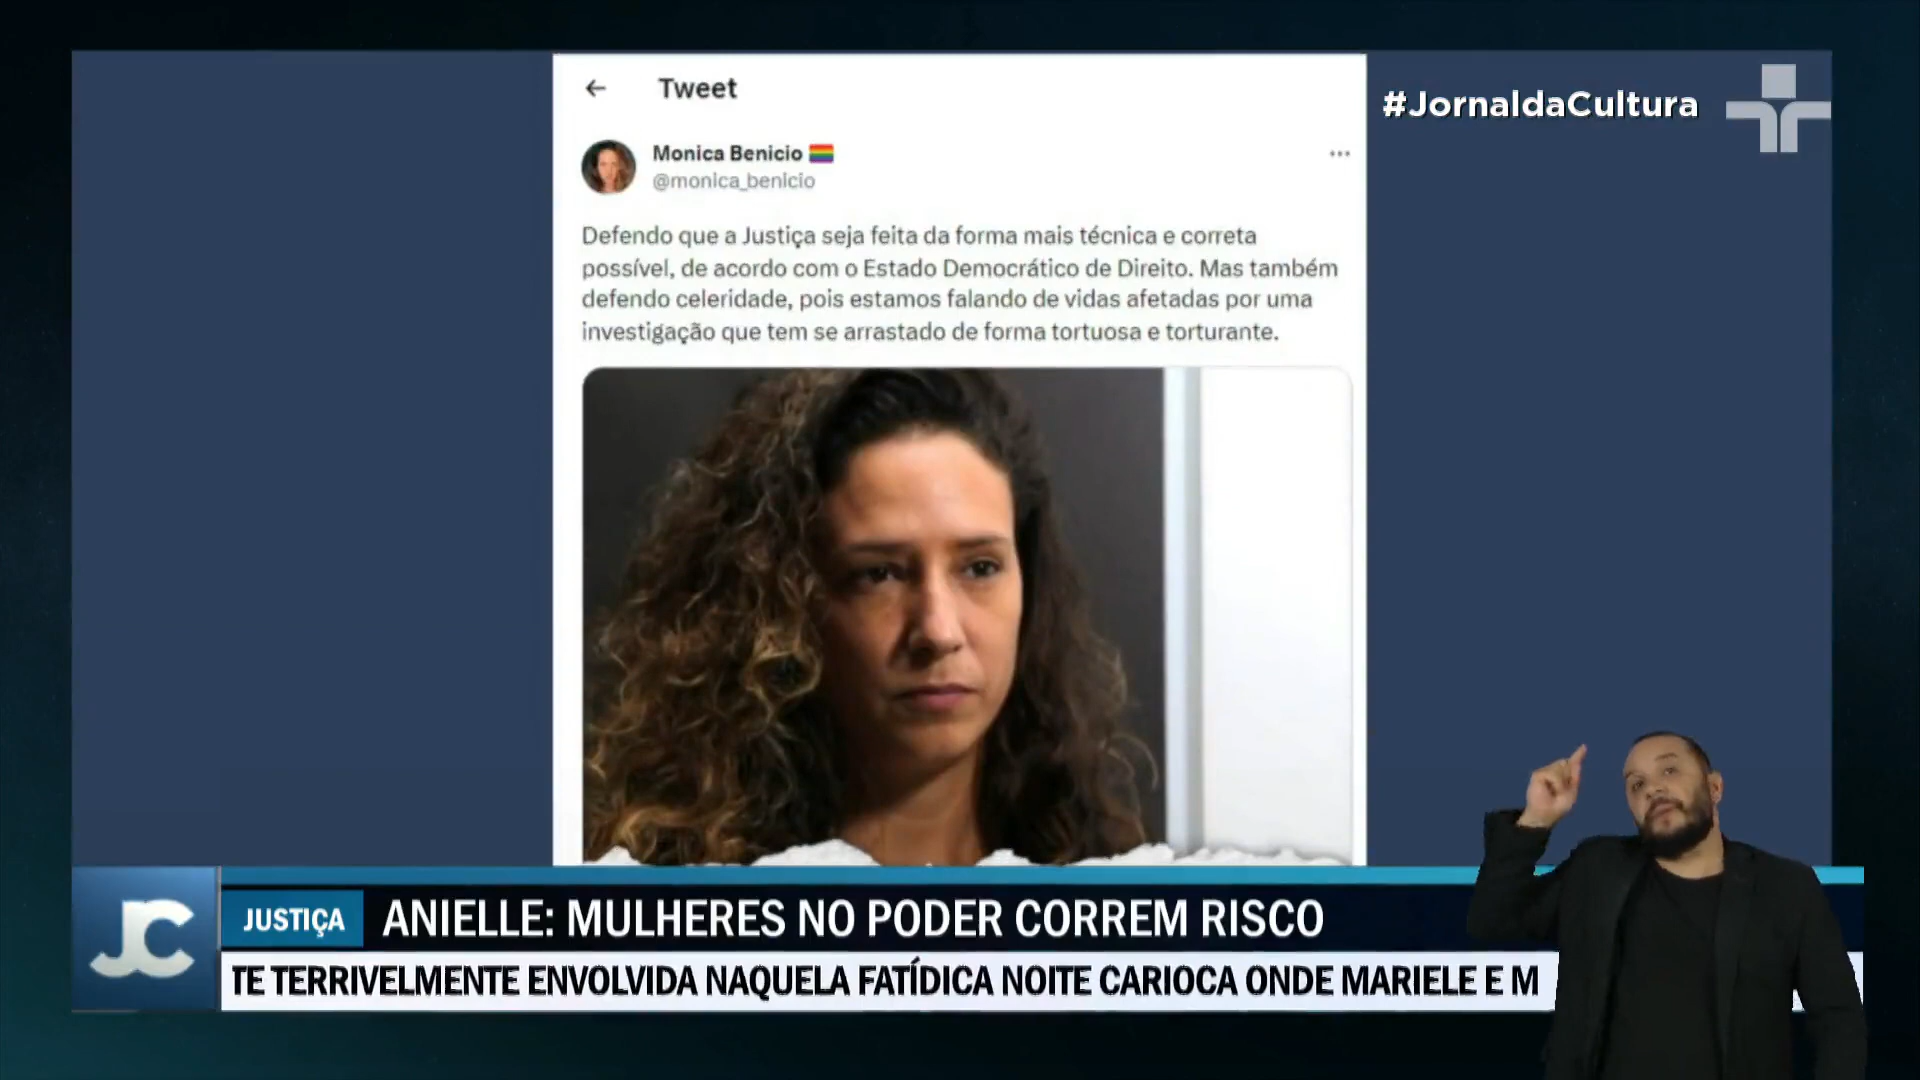 Tweet
#JornaldaCultura
Monica Benicio
@monica_benicio
Defendo que a Justiça seja feita da forma mais técnica e correta
possível, de acordo com o Estado Democrático de Direito. Mas também
defendo celeridade, pois estamos falando de vidas afetadas por uma
investigação que tem se arrastado de forma tortuosa e torturante.
JC
JUSTIÇA
ANIELLE: MULHERES NO PODER CORREM RISCO
TE TERRIVELMENTE ENVOLVIDA NAQUELA FATÍDICA NOITE CARIOCA ONDE MARIELE E M